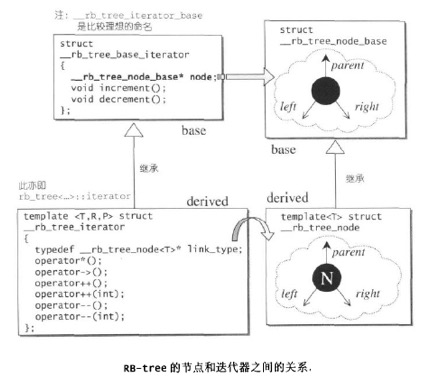 注: __rb_tree_iterator_base
是比较理想的命名
struct
__rb_tree_base_iterator
{
__rb_tree_node_base* node;
void increment();
void decrement();
};
base
struct
__rb_tree_node_base
parent
left
right
base
继承
继承
此亦即
rb_tree<…>::iterator
derived
template <T,R,P> struct
__rb_tree_iterator
{
typedef __rb_tree_node<T>* link_type;
operator*();
operator->();
operator++();
operator++(int);
operator--();
operator--(int);
};
derived
template<T> struct
__rb_tree_node
parent
N
left
right
RB-tree 的节点和迭代器之间的关系.